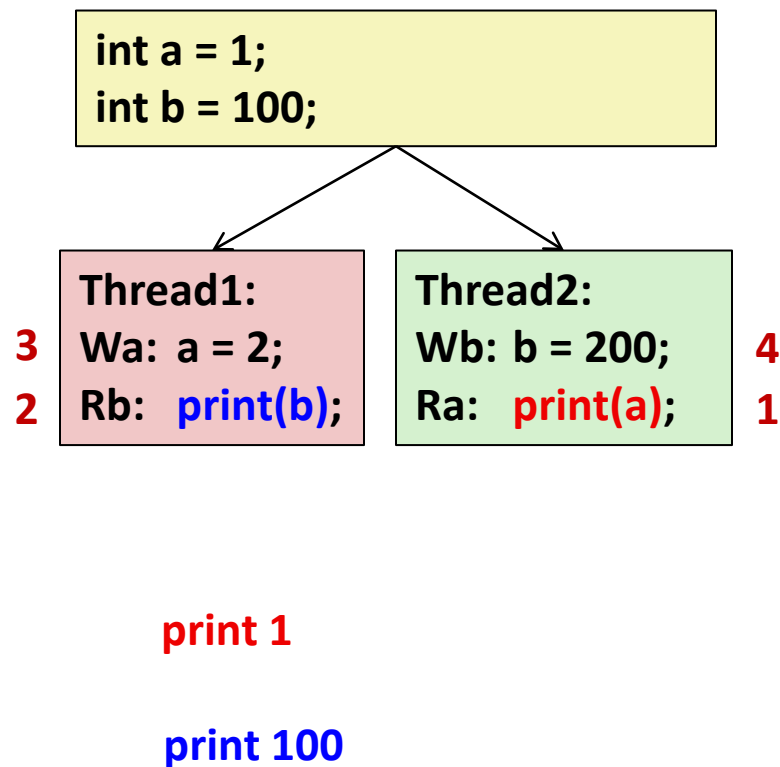 int a = 1;
int b = 100;
Thread1:
3 Wa: a = 2;
2 Rb: print(b);
Thread2:
Wb: b = 200; 4
Ra: print(a); 1
print 1
print 100